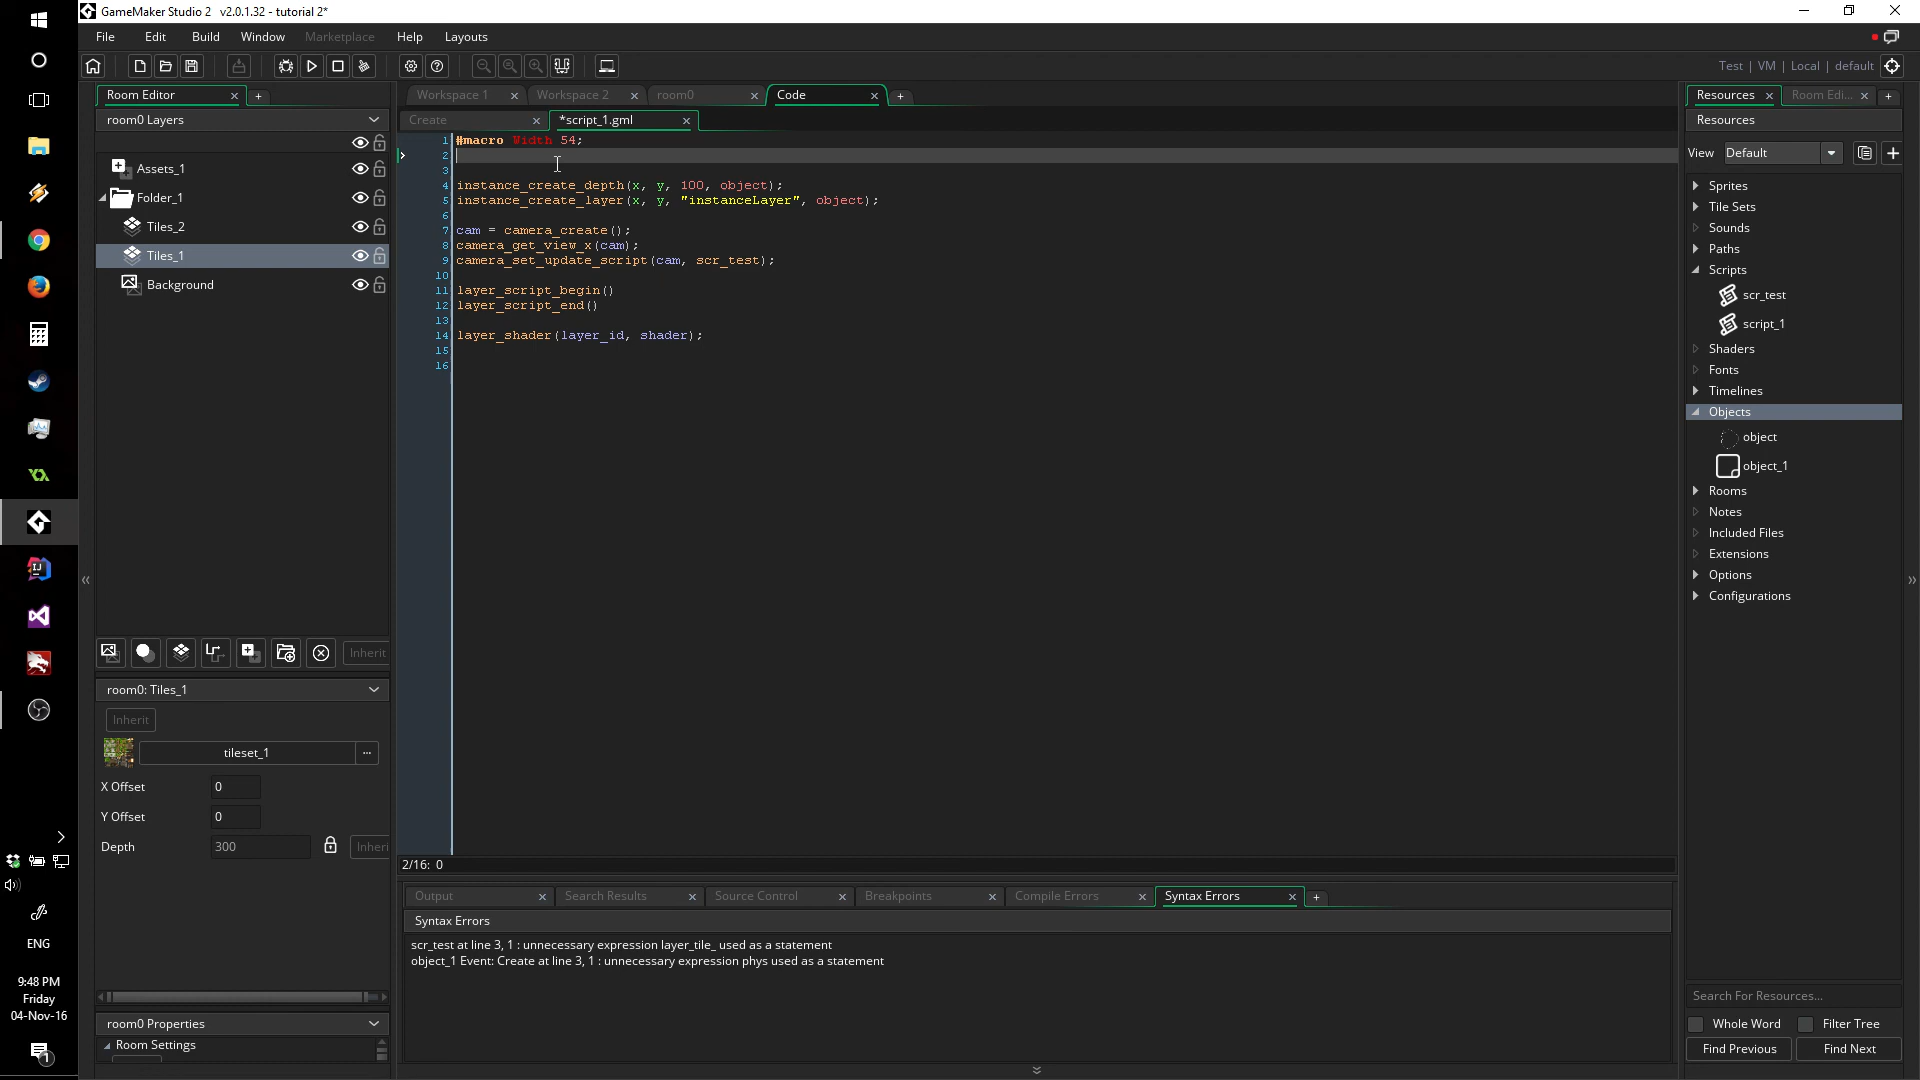 GameMaker Studio 2 v2.0.1.32 - tutorial 2*
File Edit Build Window Marketplace Help Layouts
Test | VM | Local | default
Room Editor
room0 Layers
Assets_1
Folder_1
Tiles_2
Tiles_1
Background
Inherit
room0: Tiles_1
Inherit
tileset_1
...
X Offset 0
Y Offset 0
Depth 300
Inheri
room0 Properties
Room Settings
Workspace 1 Workspace 2 room0 Code
Create *script_1.gml
1 #macro Width 54;
2
3
4 instance_create_depth(x, y, 100, object);
5 instance_create_layer(x, y, "instanceLayer", object);
6
7 cam = camera_create();
8 camera_get_view_x(cam);
9 camera_set_update_script(cam, scr_test);
10
11 layer_script_begin()
12 layer_script_end()
13
14 layer_shader(layer_id, shader);
15
16
2/16: 0
Output Search Results Source Control Breakpoints Compile Errors Syntax Errors
Syntax Errors
scr_test at line 3, 1 : unnecessary expression layer_tile_ used as a statement
object_1 Event: Create at line 3, 1 : unnecessary expression phys used as a statement
Resources Room Edi...
Resources
View Default
Sprites
Tile Sets
Sounds
Paths
Scripts
scr_test
script_1
Shaders
Fonts
Timelines
Objects
object
object_1
Rooms
Notes
Included Files
Extensions
Options
Configurations
Search For Resources...
Whole Word Filter Tree
Find Previous Find Next
ENG
9:48 PM
Friday
04-Nov-16
1